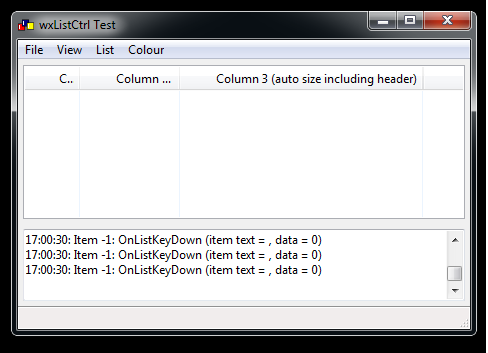 wxListCtrl Test
File View List Colour
C.. Column ... Column 3 (auto size including header)
17:00:30: Item -1: OnListKeyDown (item text = , data = 0)
17:00:30: Item -1: OnListKeyDown (item text = , data = 0)
17:00:30: Item -1: OnListKeyDown (item text = , data = 0)